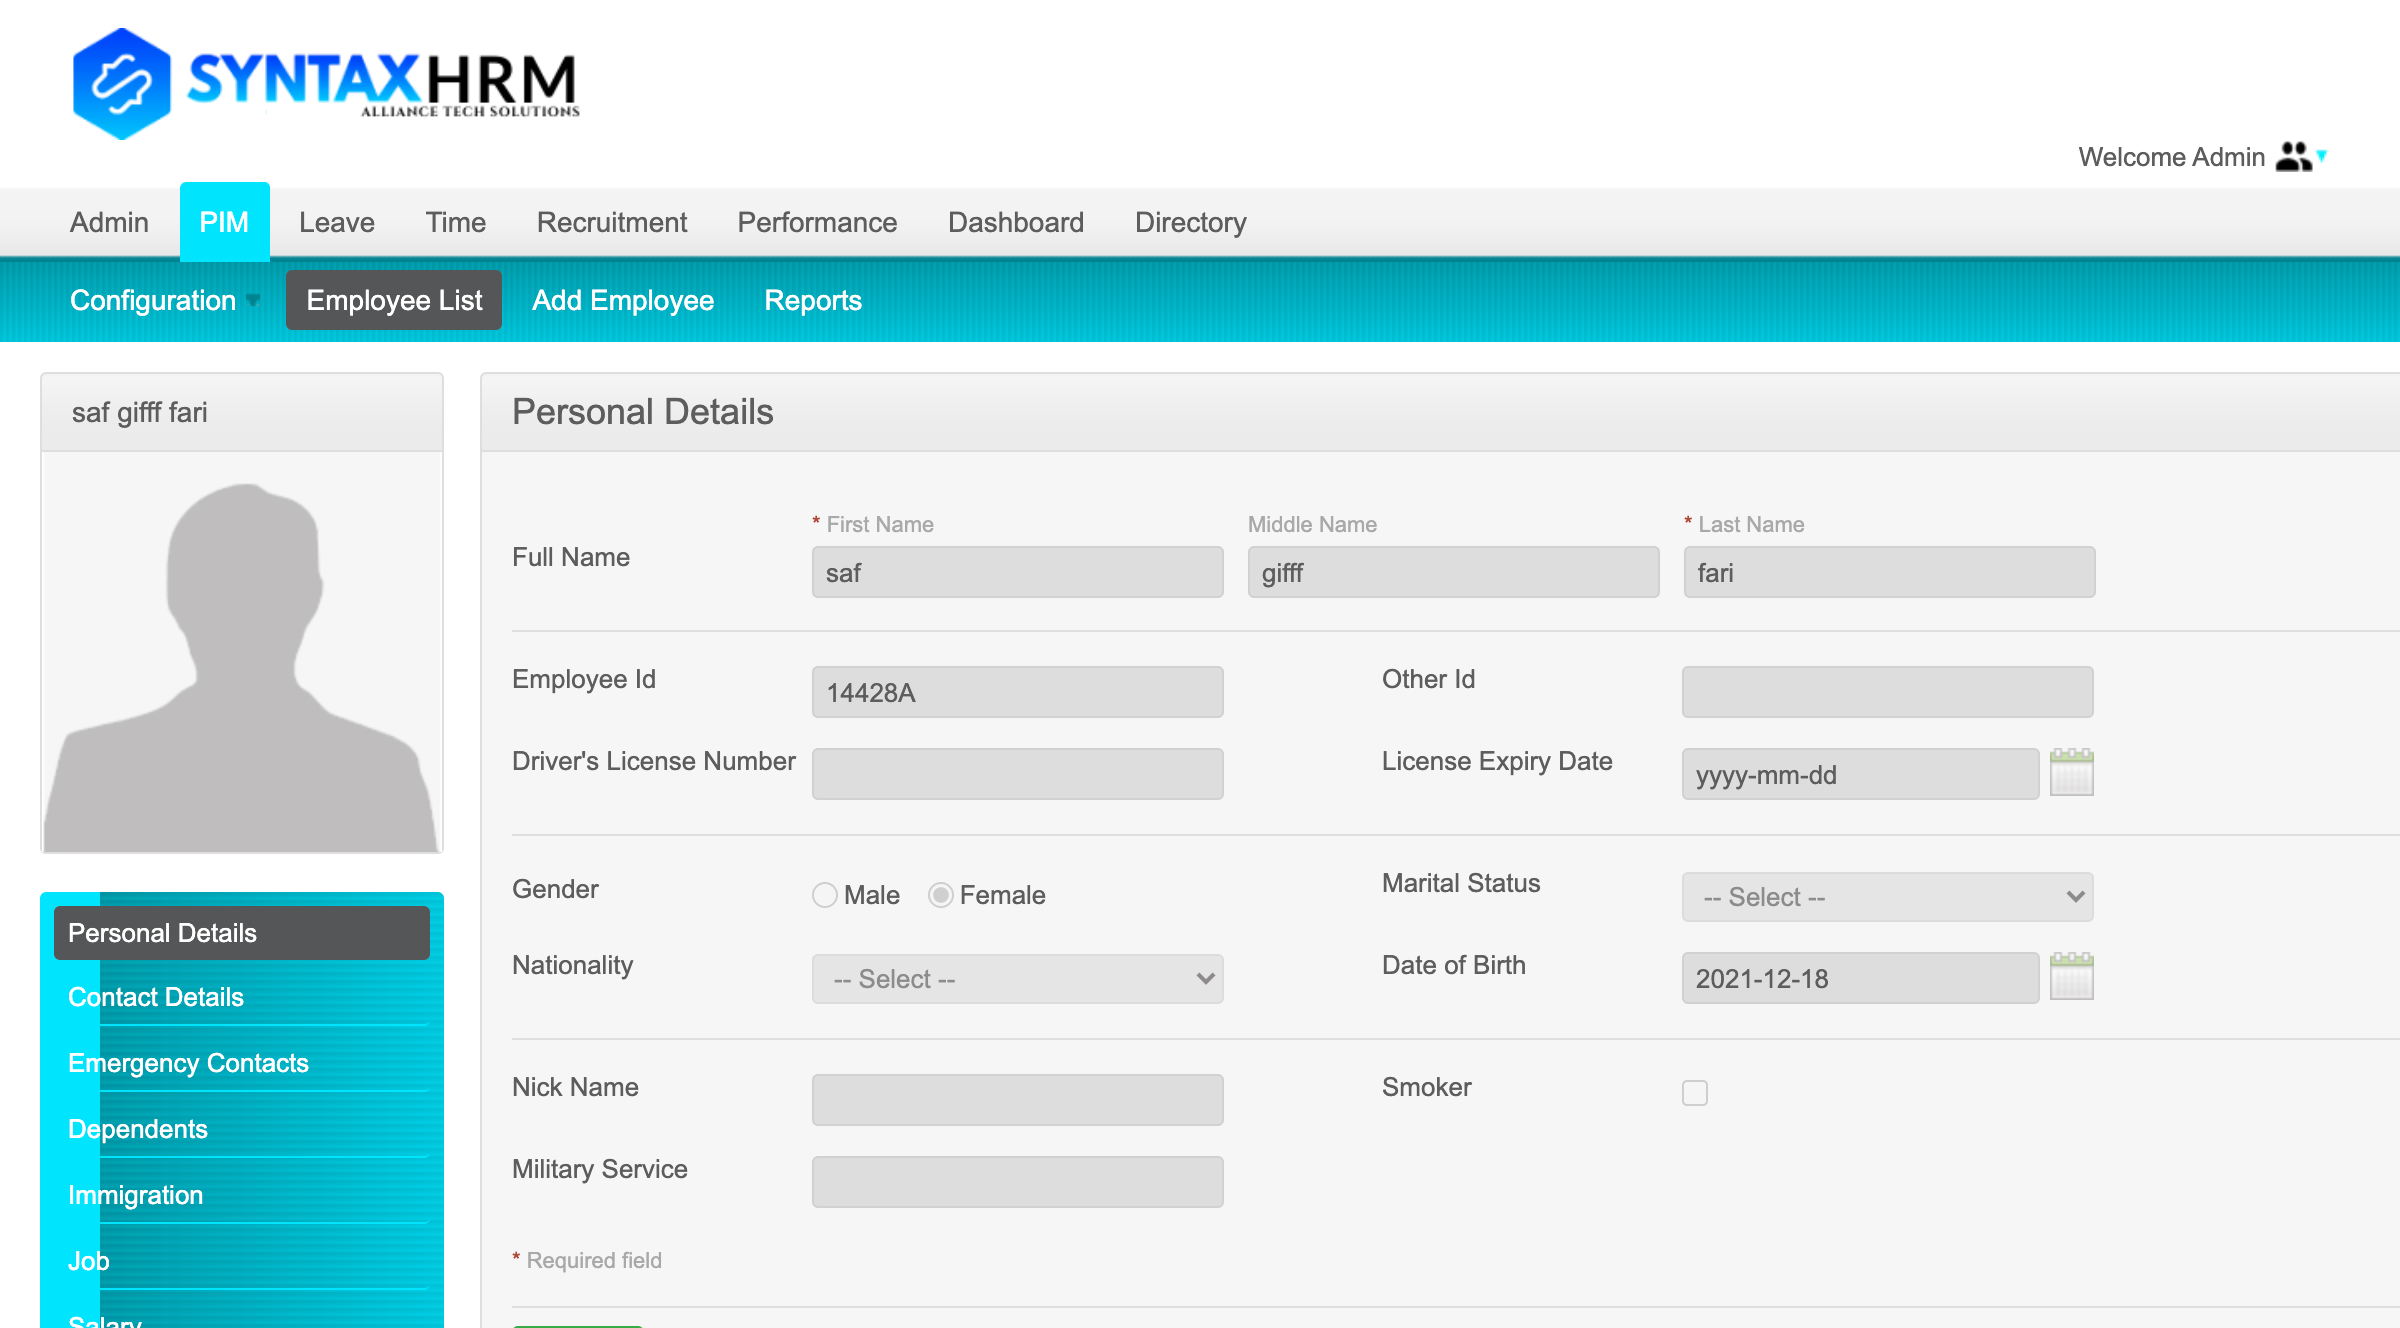 SYNTAXHRM
ALLIANCE TECH SOLUTIONS
Welcome Admin
Admin PIM Leave Time Recruitment Performance Dashboard Directory
Configuration Employee List Add Employee Reports
saf gifff fari
Personal Details
* First Name Middle Name * Last Name
Full Name saf gifff fari
Employee Id 14428A Other Id
Driver's License Number License Expiry Date yyyy-mm-dd
Gender Male Female Marital Status -- Select --
Nationality -- Select -- Date of Birth 2021-12-18
Nick Name Smoker
Military Service
* Required field
Personal Details
Contact Details
Emergency Contacts
Dependents
Immigration
Job
Salary